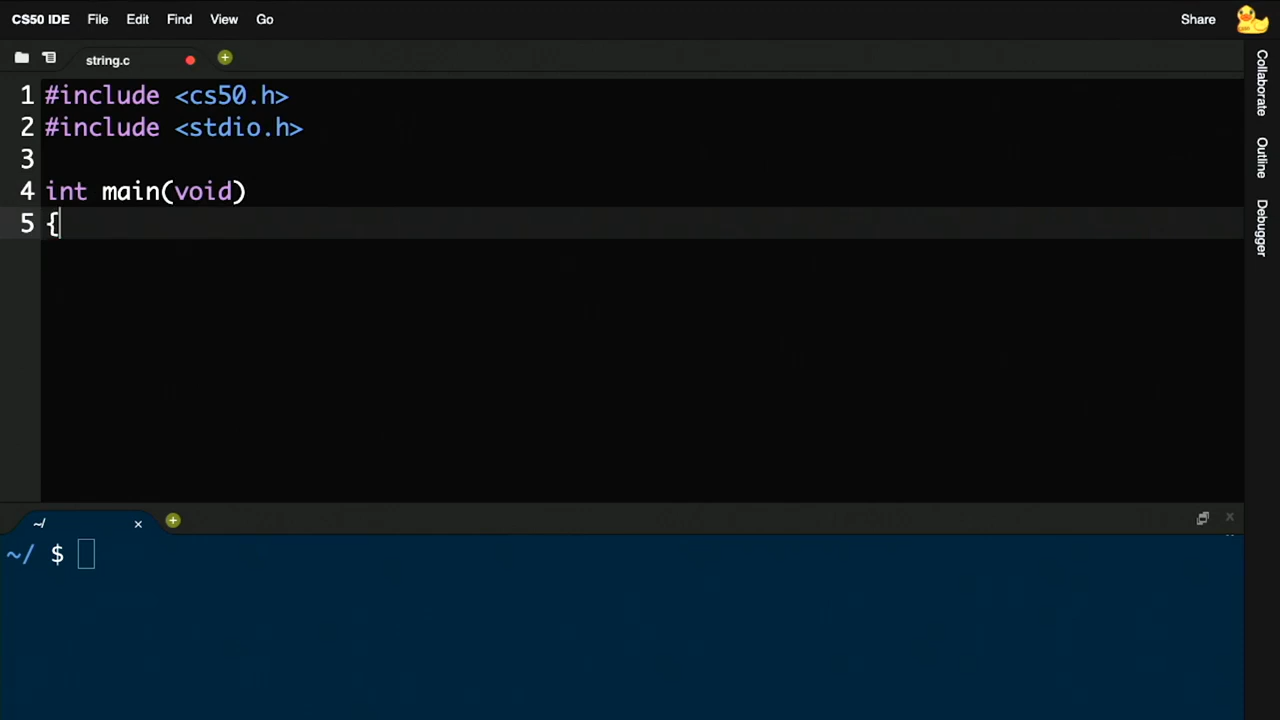 CS50 IDE File Edit Find View Go Share
string.c
1 #include <cs50.h>
2 #include <stdio.h>
3
4 int main(void)
5 {
~/
~/ $
Collaborate
Outline
Debugger